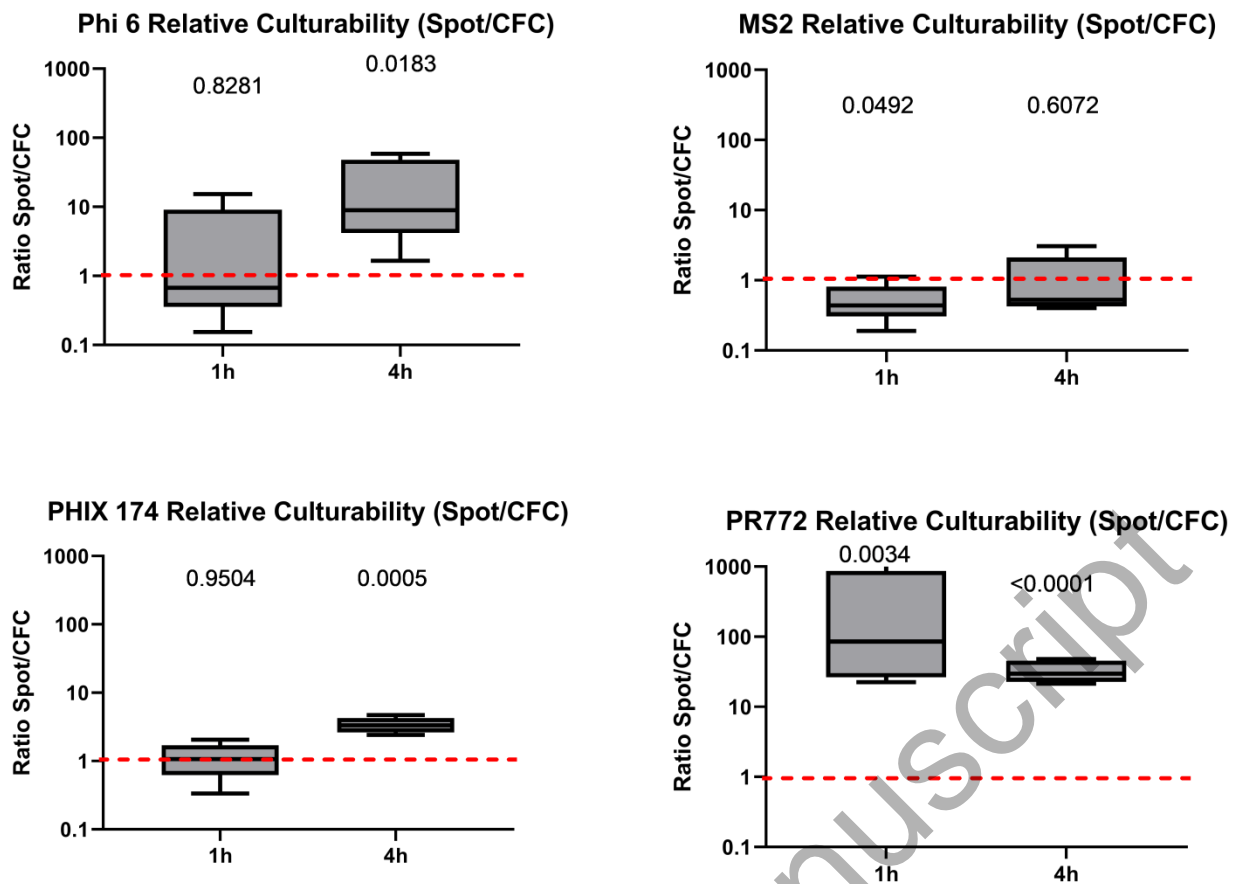 Phi 6 Relative Culturability (Spot/CFC)
Ratio Spot/CFC
1000
100
10
1
0.1
0.8281
0.0183
1h
4h
MS2 Relative Culturability (Spot/CFC)
Ratio Spot/CFC
1000
100
10
1
0.1
0.0492
0.6072
1h
4h
PHIX 174 Relative Culturability (Spot/CFC)
Ratio Spot/CFC
1000
100
10
1
0.1
0.9504
0.0005
1h
4h
PR772 Relative Culturability (Spot/CFC)
Ratio Spot/CFC
1000
100
10
1
0.1
0.0034
<0.0001
1h
4h
nuscript